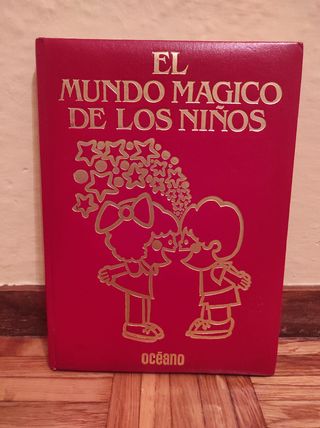 EL
MUNDO MAGICO
DE LOS NIÑOS
océano